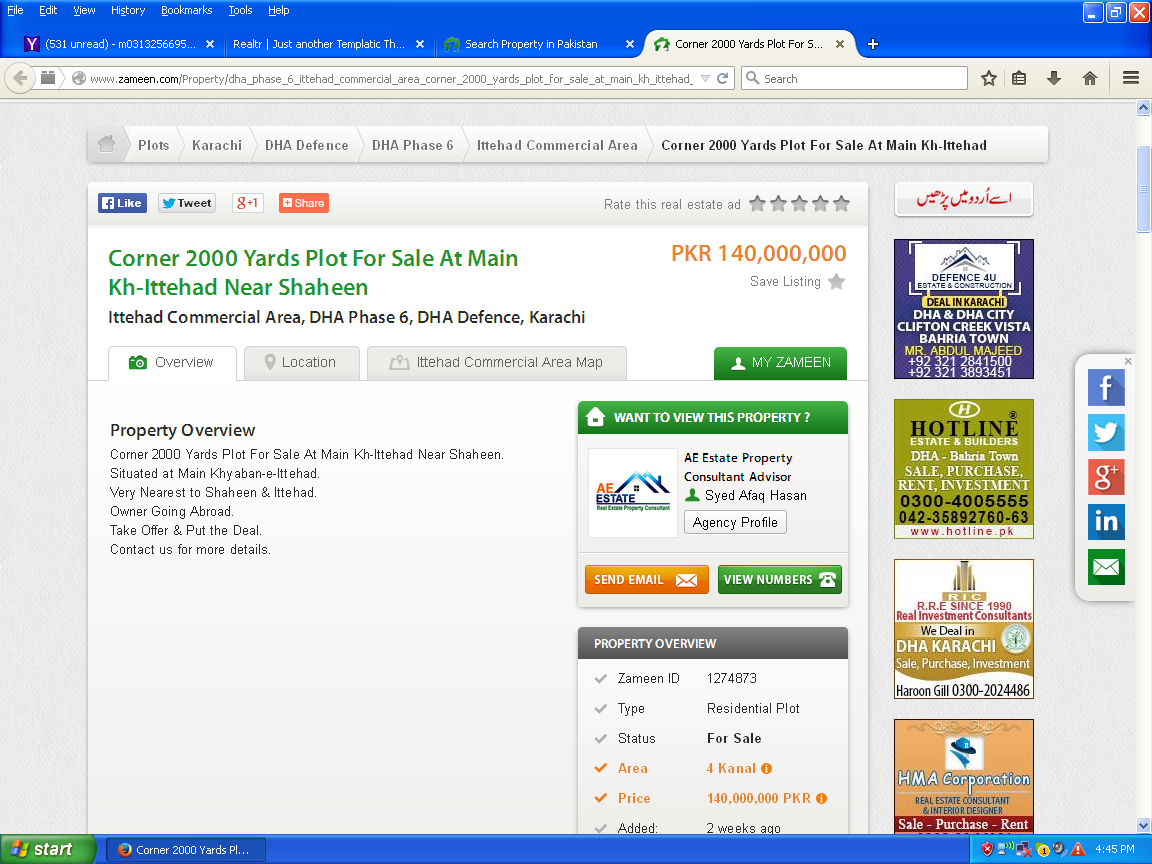 File Edit View History Bookmarks Tools Help
(531 unread) - m0313256695...
Realtr | Just another Templatic Th...
Search Property in Pakistan
Corner 2000 Yards Plot For S...
www.zameen.com/Property/dha_phase_6_ittehad_commercial_area_corner_2000_yards_plot_for_sale_at_main_kh_ittehad_
Search
Plots Karachi DHA Defence DHA Phase 6 Ittehad Commercial Area Corner 2000 Yards Plot For Sale At Main Kh-Ittehad
Like Tweet g+1 Share
Rate this real estate ad
اسے اُردو میں پڑھیں
Corner 2000 Yards Plot For Sale At Main
Kh-Ittehad Near Shaheen
PKR 140,000,000
Save Listing
Ittehad Commercial Area, DHA Phase 6, DHA Defence, Karachi
Overview Location Ittehad Commercial Area Map MY ZAMEEN
Property Overview
Corner 2000 Yards Plot For Sale At Main Kh-Ittehad Near Shaheen.
Situated at Main Khyaban-e-Ittehad.
Very Nearest to Shaheen & Ittehad.
Owner Going Abroad.
Take Offer & Put the Deal.
Contact us for more details.
WANT TO VIEW THIS PROPERTY ?
AE
ESTATE
Real Estate Property Consultant
AE Estate Property
Consultant Advisor
Syed Afaq Hasan
Agency Profile
SEND EMAIL VIEW NUMBERS
PROPERTY OVERVIEW
Zameen ID 1274873
Type Residential Plot
Status For Sale
Area 4 Kanal
Price 140,000,000 PKR
Added: 2 weeks ago
DEFENCE 4U
ESTATE & CONSTRUCTION
DEAL IN KARACHI
DHA & DHA CITY
CLIFTON CREEK VISTA
BAHRIA TOWN
MR. ABDUL MAJEED
+92 321 2841500
+92 321 3893451
H ®
HOTLINE
ESTATE & BUILDERS
DHA - Bahria Town
SALE, PURCHASE,
RENT, INVESTMENT
0300-4005555
042-35892760-63
www.hotline.pk
RIC
R.R.E SINCE 1990
Real Investment Consultants
We Deal in
DHA KARACHI
Sale, Purchase, Investment
Haroon Gill 0300-2024486
HMA Corporation
REAL ESTATE CONSULTANT
& INTERIOR DESIGNER
Sale - Purchase - Rent
start
Corner 2000 Yards Pl...
4:45 PM